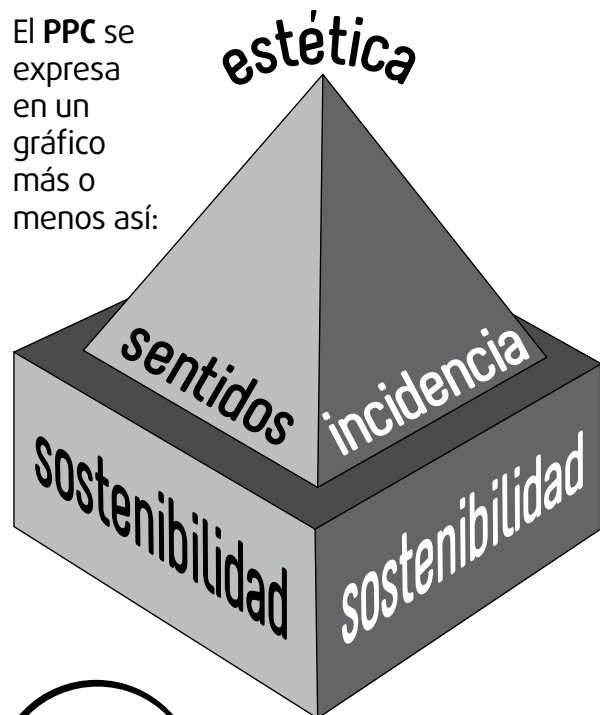 El PPC se
expresa
en un
gráfico
más o
menos así:
estética
sentidos
incidencia
sostenibilidad
sostenibilidad